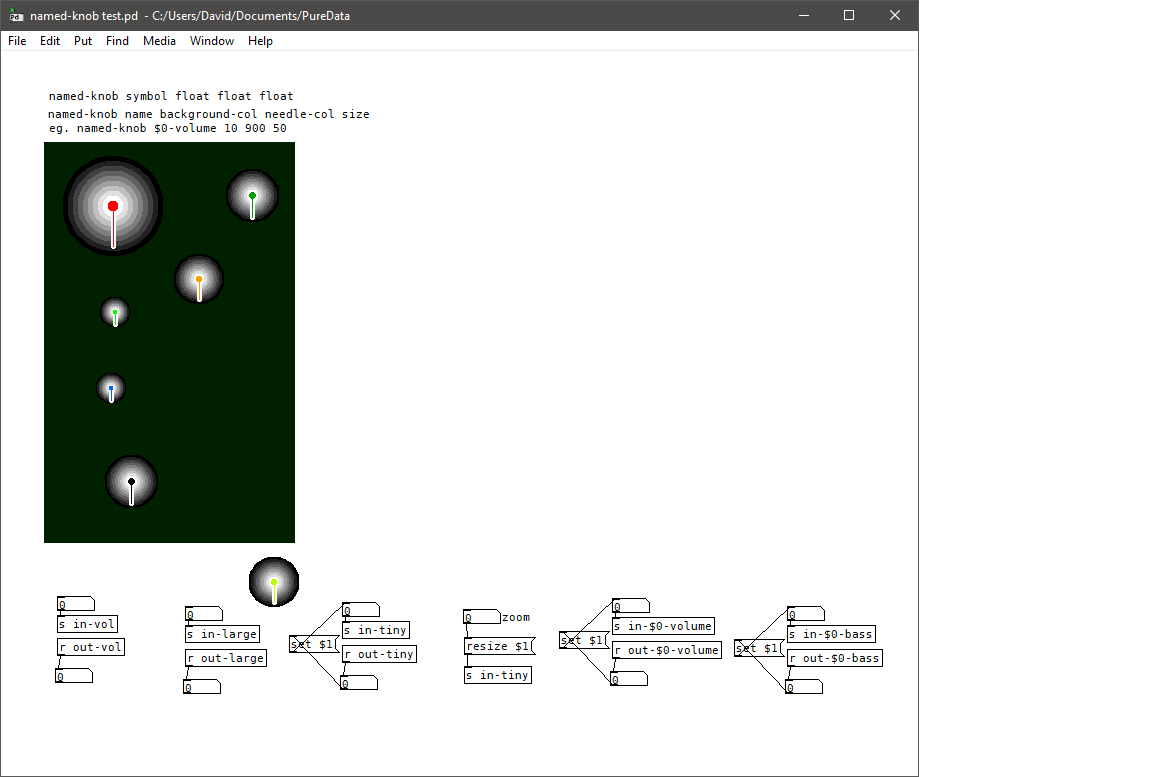 named-knob test.pd - C:/Users/David/Documents/PureData
File Edit Put Find Media Window Help
named-knob symbol float float float
named-knob name background-col needle-col size
eg. named-knob $0-volume 10 900 50
0
s in-vol
r out-vol
0
0
s in-large
r out-large
0
set $1
0
s in-tiny
r out-tiny
0
0 zoom
resize $1
s in-tiny
set $1
0
s in-$0-volume
r out-$0-volume
0
set $1
0
s in-$0-bass
r out-$0-bass
0